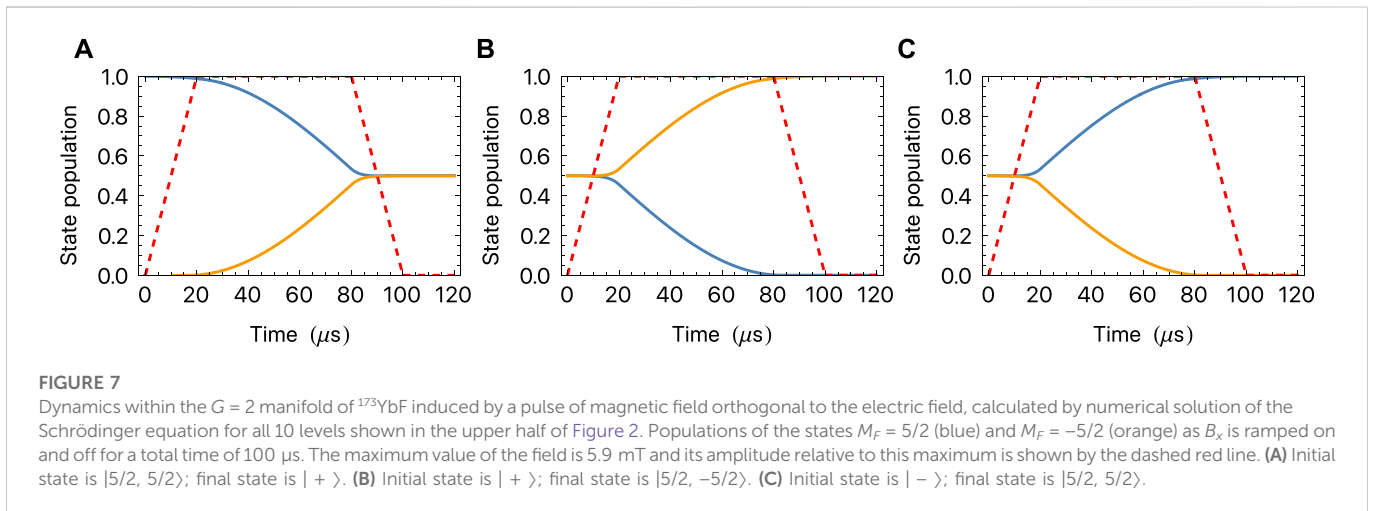 A
B
C
State population
1.0
0.8
0.6
0.4
0.2
0.0
0 20 40 60 80 100 120
Time (μs)
State population
1.0
0.8
0.6
0.4
0.2
0.0
0 20 40 60 80 100 120
Time (μs)
State population
1.0
0.8
0.6
0.4
0.2
0.0
0 20 40 60 80 100 120
Time (μs)
FIGURE 7
Dynamics within the G = 2 manifold of ¹⁷³YbF induced by a pulse of magnetic field orthogonal to the electric field, calculated by numerical solution of the
Schrödinger equation for all 10 levels shown in the upper half of Figure 2. Populations of the states M_F = 5/2 (blue) and M_F = −5/2 (orange) as B_x is ramped on
and off for a total time of 100 μs. The maximum value of the field is 5.9 mT and its amplitude relative to this maximum is shown by the dashed red line. (A) Initial
state is |5/2, 5/2⟩; final state is | + ⟩. (B) Initial state is | + ⟩; final state is |5/2, −5/2⟩. (C) Initial state is | − ⟩; final state is |5/2, 5/2⟩.